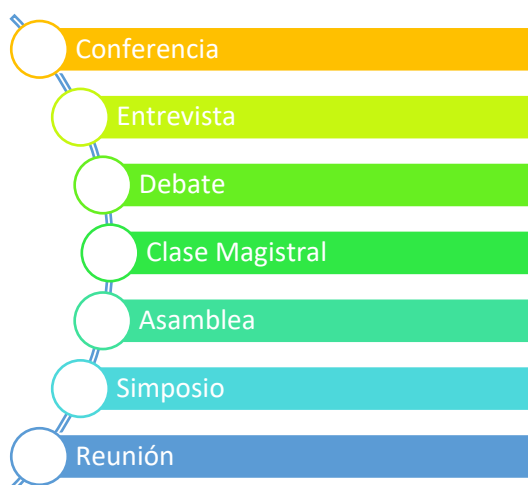 Conferencia
Entrevista
Debate
Clase Magistral
Asamblea
Simposio
Reunión